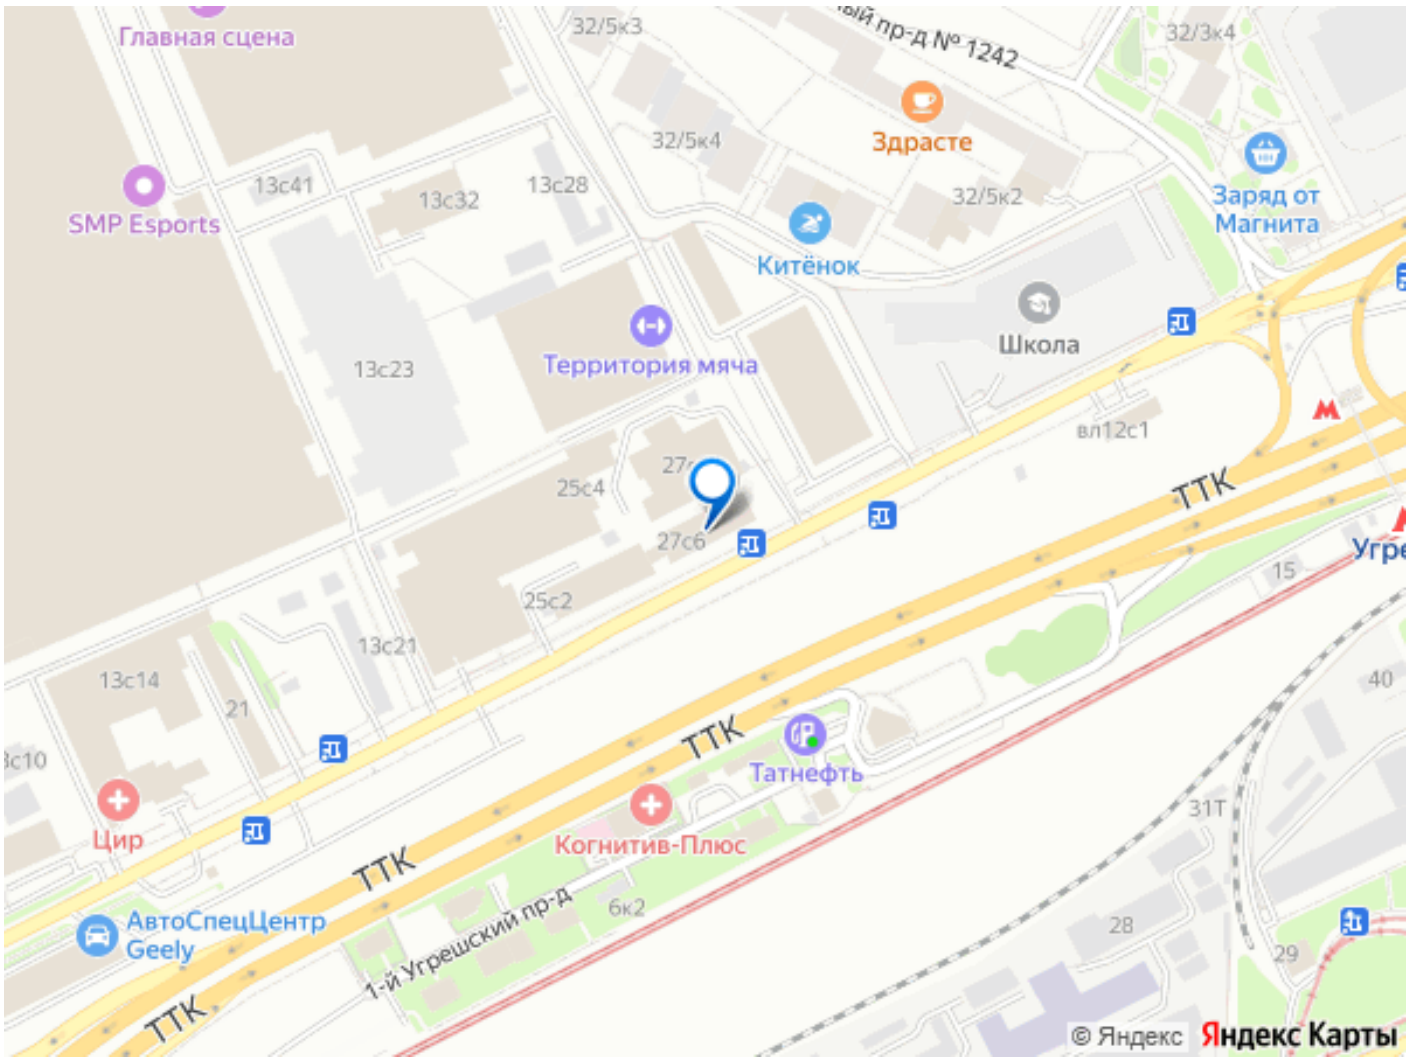 Главная сцена
32/5к3
ый пр-д № 1242
32/3к4
Здрасте
32/5к4
13с41
13с32
13с28
32/5к2
Заряд от
Магнита
SMP Esports
Китёнок
Школа
Территория мяча
13с23
вл12с1
М
25с4
27с6
ТТК
Угре
15
25с2
13с21
13с14
21
40
ТТК
Татнефть
31Т
Цир
Когнитив-Плюс
ТТК
АвтоСпецЦентр
Geely
6к2
1-й Угрешский пр-д
28
29
ТТК
© Яндекс Яндекс Карты